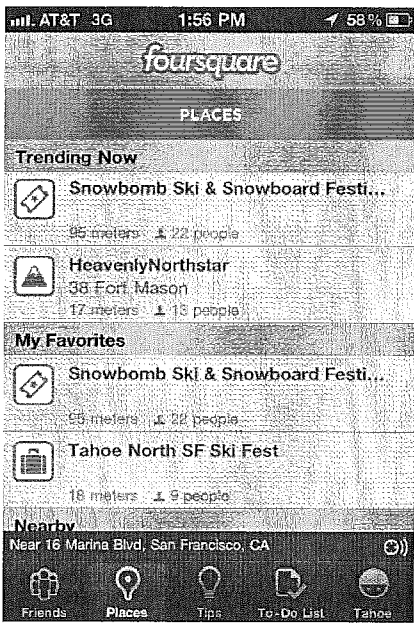 AT&T 3G 1:56 PM 58%
foursquare
PLACES
Trending Now
Snowbomb Ski & Snowboard Festi...
95 meters 22 people
HeavenlyNorthstar
38 Fort Mason
17 meters 13 people
My Favorites
Snowbomb Ski & Snowboard Festi...
95 meters 22 people
Tahoe North SF Ski Fest
18 meters 9 people
Nearby
Near 16 Marina Blvd, San Francisco, CA
Friends Places Tips To-Do List Tahoe